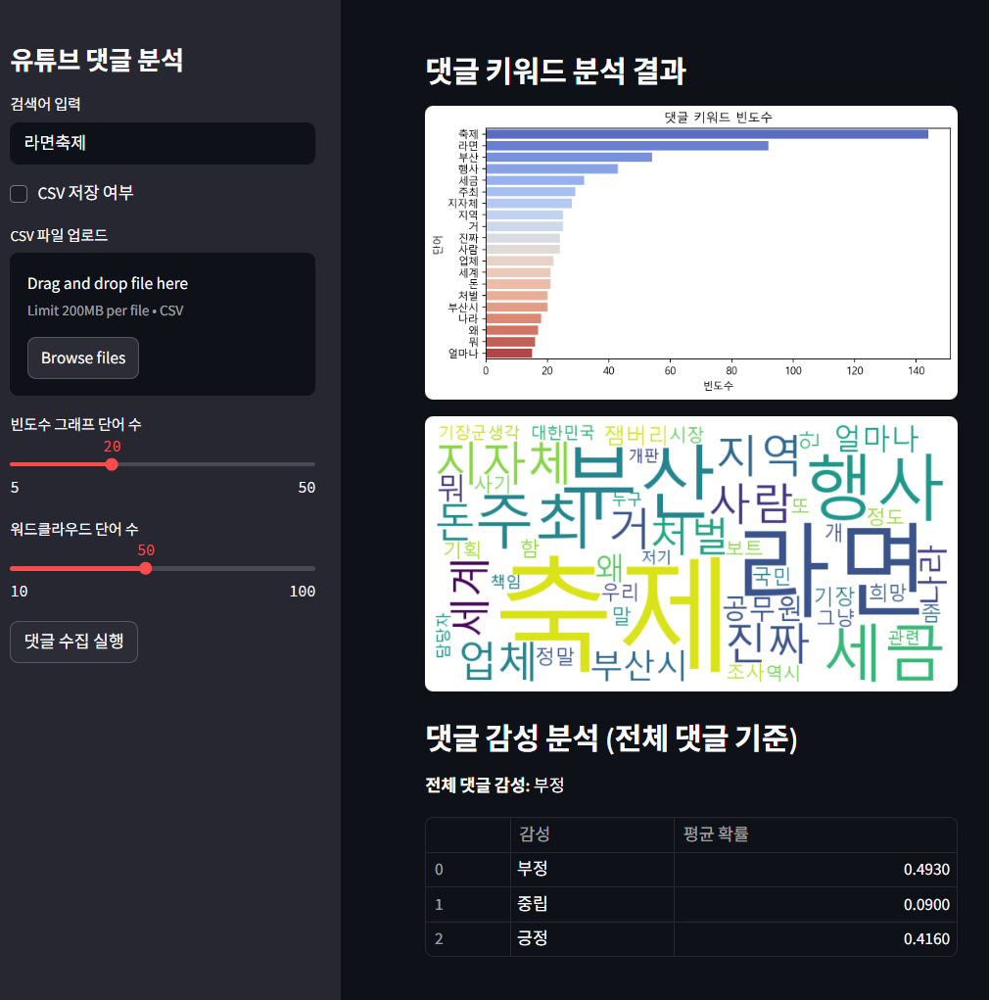 유튜브 댓글 분석
검색어 입력
라면축제
CSV 저장 여부
CSV 파일 업로드
Drag and drop file here
Limit 200MB per file • CSV
Browse files
빈도수 그래프 단어 수
20
5 50
워드클라우드 단어 수
50
10 100
댓글 수집 실행
댓글 키워드 분석 결과
댓글 키워드 빈도수
단어
축제
라면
부산
행사
세금
주최
지자체
지역
거
진짜
사람
업체
세계
돈
처벌
부산시
나라
왜
뭐
얼마나
0 20 40 60 80 100 120 140
빈도수
기장군생각 대한민국 잼버리 시장 지역 한 얼마나
지자체 부산 개판 행사
뭐 사기 누구 사람 또 정도
돈 주최 거 처벌 개 라면 나라
기획 함 보트
세계 책임 왜 저기 국민
축제 우리 기장 희망
담당자 말 공무원 그냥 좀
업체 정말 부산시 진짜 세금 관련
조사 역시
댓글 감성 분석 (전체 댓글 기준)
전체 댓글 감성: 부정
감성 평균 확률
0 부정 0.4930
1 중립 0.0900
2 긍정 0.4160